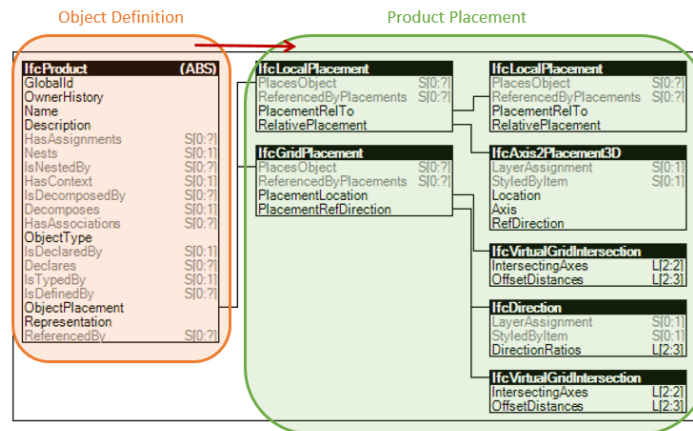 Object Definition
Product Placement
IfcProduct (ABS)
GlobalId
OwnerHistory
Name
Description
HasAssignments S[0:?]
Nests S[0:1]
IsNestedBy S[0:?]
HasContext S[0:1]
IsDecomposedBy S[0:?]
Decomposes S[0:1]
HasAssociations S[0:?]
ObjectType
IsDeclaredBy S[0:1]
Declares S[0:?]
IsTypedBy S[0:1]
IsDefinedBy S[0:?]
ObjectPlacement
Representation
ReferencedBy S[0:?]
IfcLocalPlacement
PlacesObject S[0:?]
ReferencedByPlacements S[0:?]
PlacementRelTo
RelativePlacement
IfcGridPlacement
PlacesObject S[0:?]
ReferencedByPlacements S[0:?]
PlacementLocation
PlacementRefDirection
IfcLocalPlacement
PlacesObject S[0:?]
ReferencedByPlacements S[0:?]
PlacementRelTo
RelativePlacement
IfcAxis2Placement3D
LayerAssignment S[0:1]
StyledByItem S[0:1]
Location
Axis
RefDirection
IfcVirtualGridIntersection
IntersectingAxes L[2:2]
OffsetDistances L[2:3]
IfcDirection
LayerAssignment S[0:1]
StyledByItem S[0:1]
DirectionRatios L[2:3]
IfcVirtualGridIntersection
IntersectingAxes L[2:2]
OffsetDistances L[2:3]